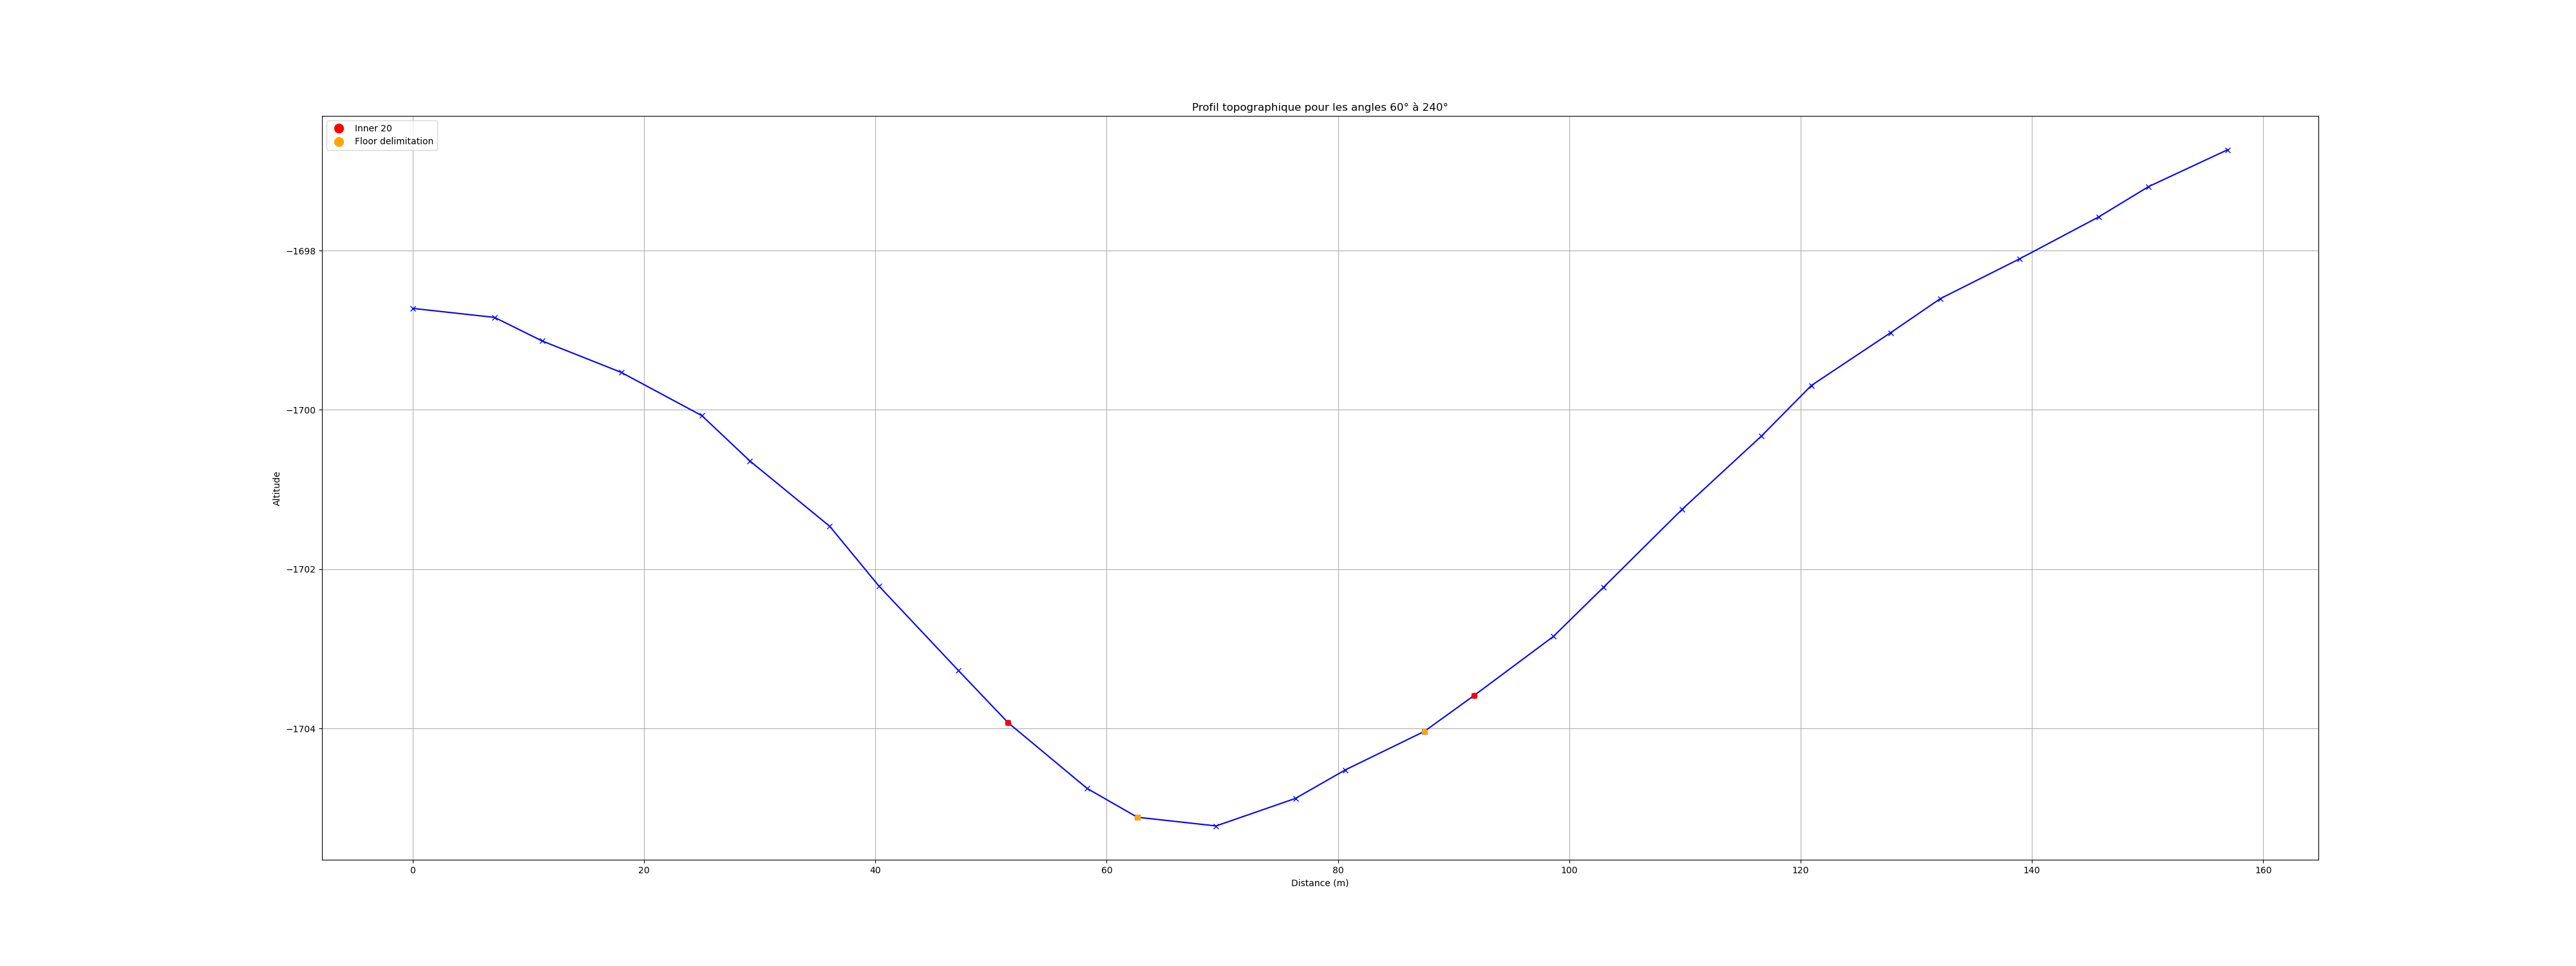 Profil topographique pour les angles 60° à 240°
Inner 20
Floor delimitation
Altitude
−1698
−1700
−1702
−1704
0 20 40 60 80 100 120 140 160
Distance (m)